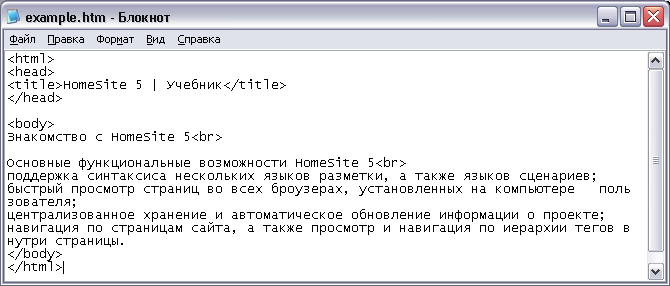 example.htm - Блокнот
Файл Правка Формат Вид Справка
<html>
<head>
<title>HomeSite 5 | Учебник</title>
</head>

<body>
Знакомство с HomeSite 5<br>

Основные функциональные возможности HomeSite 5<br>
поддержка синтаксиса нескольких языков разметки, а также языков сценариев;
быстрый просмотр страниц во всех броузерах, установленных на компьютере   поль
зователя;
централизованное хранение и автоматическое обновление информации о проекте;
навигация по страницам сайта, а также просмотр и навигация по иерархии тегов в
нутри страницы.
</body>
</html>